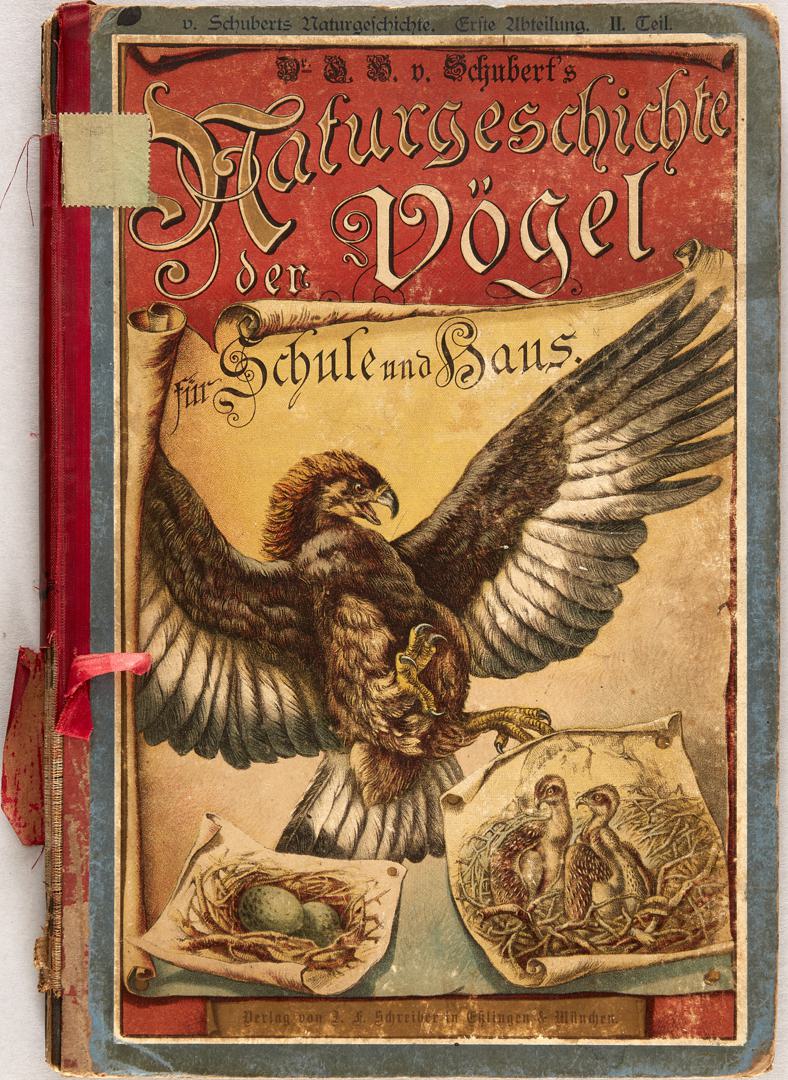 v. Schuberts Naturgeschichte. Erste Abteilung. II. Teil.
Dr. G. H. v. Schubert's
Naturgeschichte
der Vögel
für Schule und Haus.
Verlag von J. F. Schreiber in Eßlingen & München.